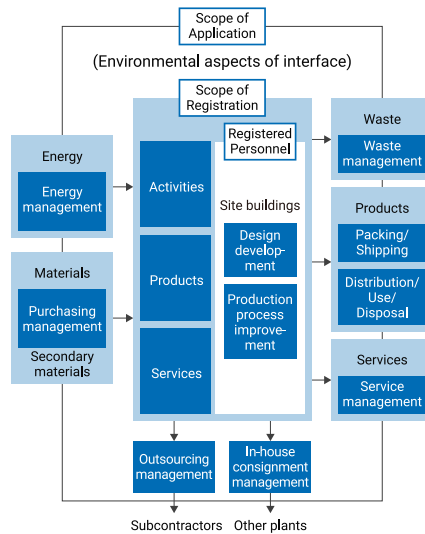 Scope of
Application
(Environmental aspects of interface)
Scope of
Registration
Registered
Personnel
Energy
Energy
management
Materials
Purchasing
management
Secondary
materials
Activities
Products
Services
Site buildings
Design
develop-
ment
Production
process
improve-
ment
Waste
Waste
management
Products
Packing/
Shipping
Distribution/
Use/
Disposal
Services
Service
management
Outsourcing
management
In-house
consignment
management
Subcontractors
Other plants